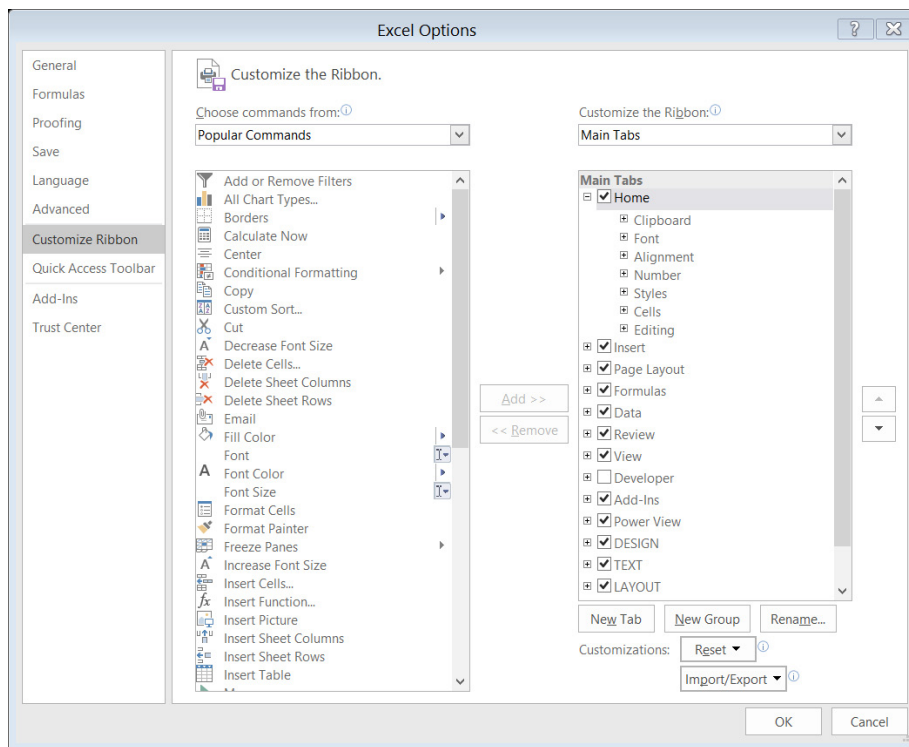 Excel Options
General
Formulas
Proofing
Save
Language
Advanced
Customize Ribbon
Quick Access Toolbar
Add-Ins
Trust Center
Customize the Ribbon.
Choose commands from:
Popular Commands
Add or Remove Filters
All Chart Types...
Borders
Calculate Now
Center
Conditional Formatting
Copy
Custom Sort...
Cut
Decrease Font Size
Delete Cells...
Delete Sheet Columns
Delete Sheet Rows
Email
Fill Color
Font
Font Color
Font Size
Format Cells
Format Painter
Freeze Panes
Increase Font Size
Insert Cells...
Insert Function...
Insert Picture
Insert Sheet Columns
Insert Sheet Rows
Insert Table
Add >>
<< Remove
Customize the Ribbon:
Main Tabs
Main Tabs
Home
Clipboard
Font
Alignment
Number
Styles
Cells
Editing
Insert
Page Layout
Formulas
Data
Review
View
Developer
Add-Ins
Power View
DESIGN
TEXT
LAYOUT
New Tab
New Group
Rename...
Customizations:
Reset
Import/Export
OK
Cancel